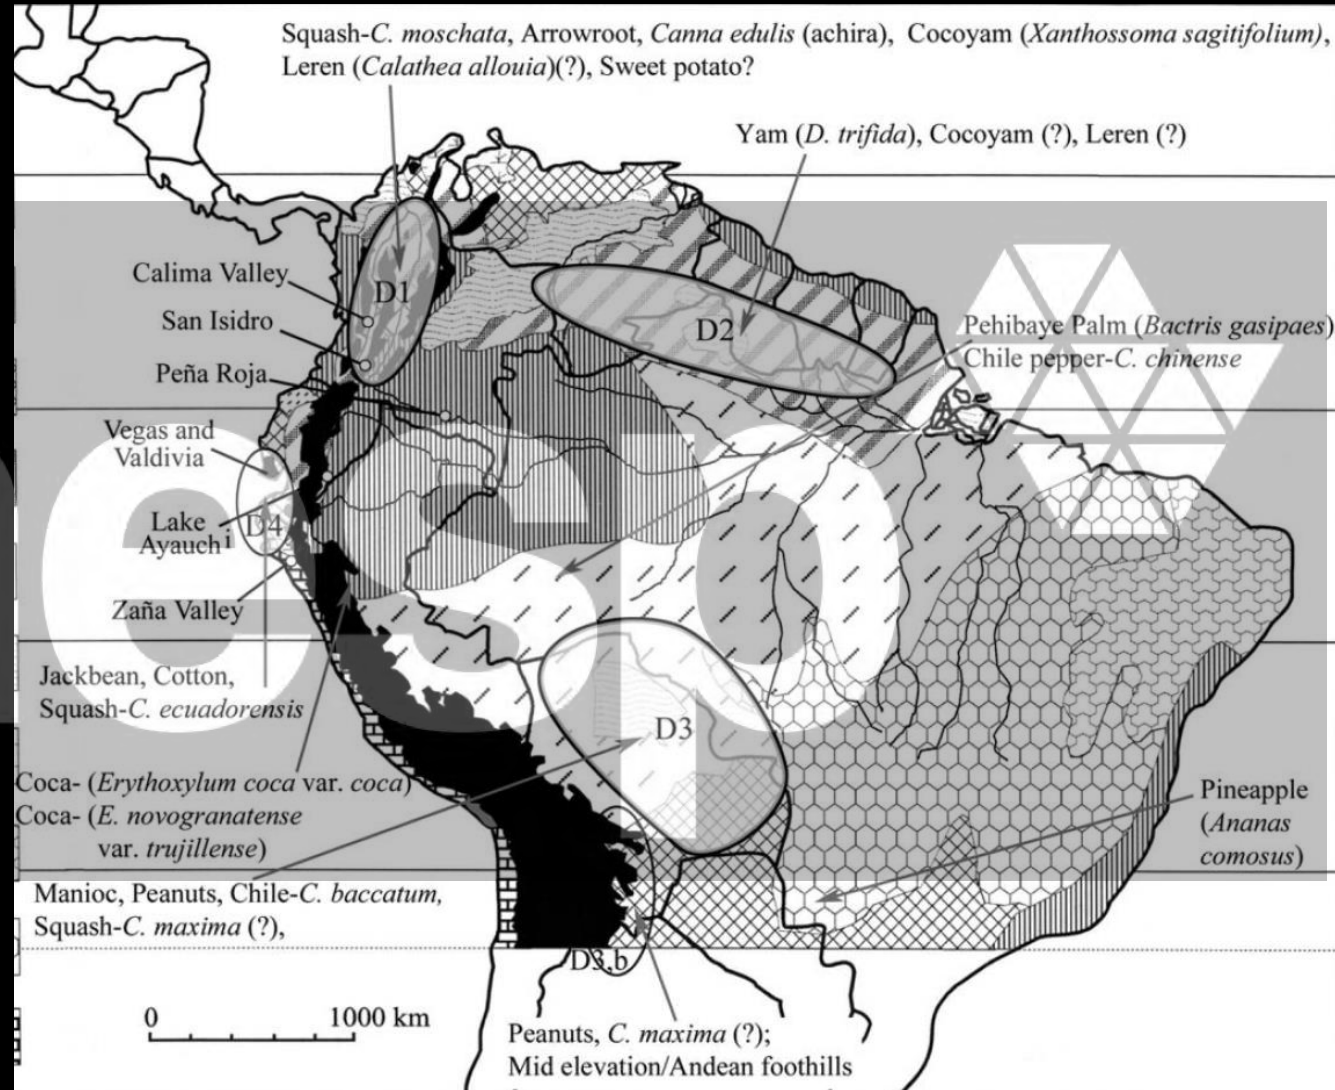 Squash-C. moschata, Arrowroot, Canna edulis (achira), Cocoyam (Xanthossoma sagitifolium),
Leren (Calathea allouia)(?), Sweet potato?
Yam (D. trifida), Cocoyam (?), Leren (?)
Calima Valley
D1
San Isidro
D2
Pehibaye Palm (Bactris gasipaes)
Chile pepper-C. chinense
Peña Roja
Vegas and
Valdivia
Lake
Ayauchi
D4
Zaña Valley
Jackbean, Cotton,
Squash-C. ecuadorensis
D3
Coca- (Erythoxylum coca var. coca)
Coca- (E. novogranatense
var. trujillense)
Pineapple
(Ananas
comosus)
Manioc, Peanuts, Chile-C. baccatum,
Squash-C. maxima (?),
D3,b
0 1000 km
Peanuts, C. maxima (?);
Mid elevation/Andean foothills
esp